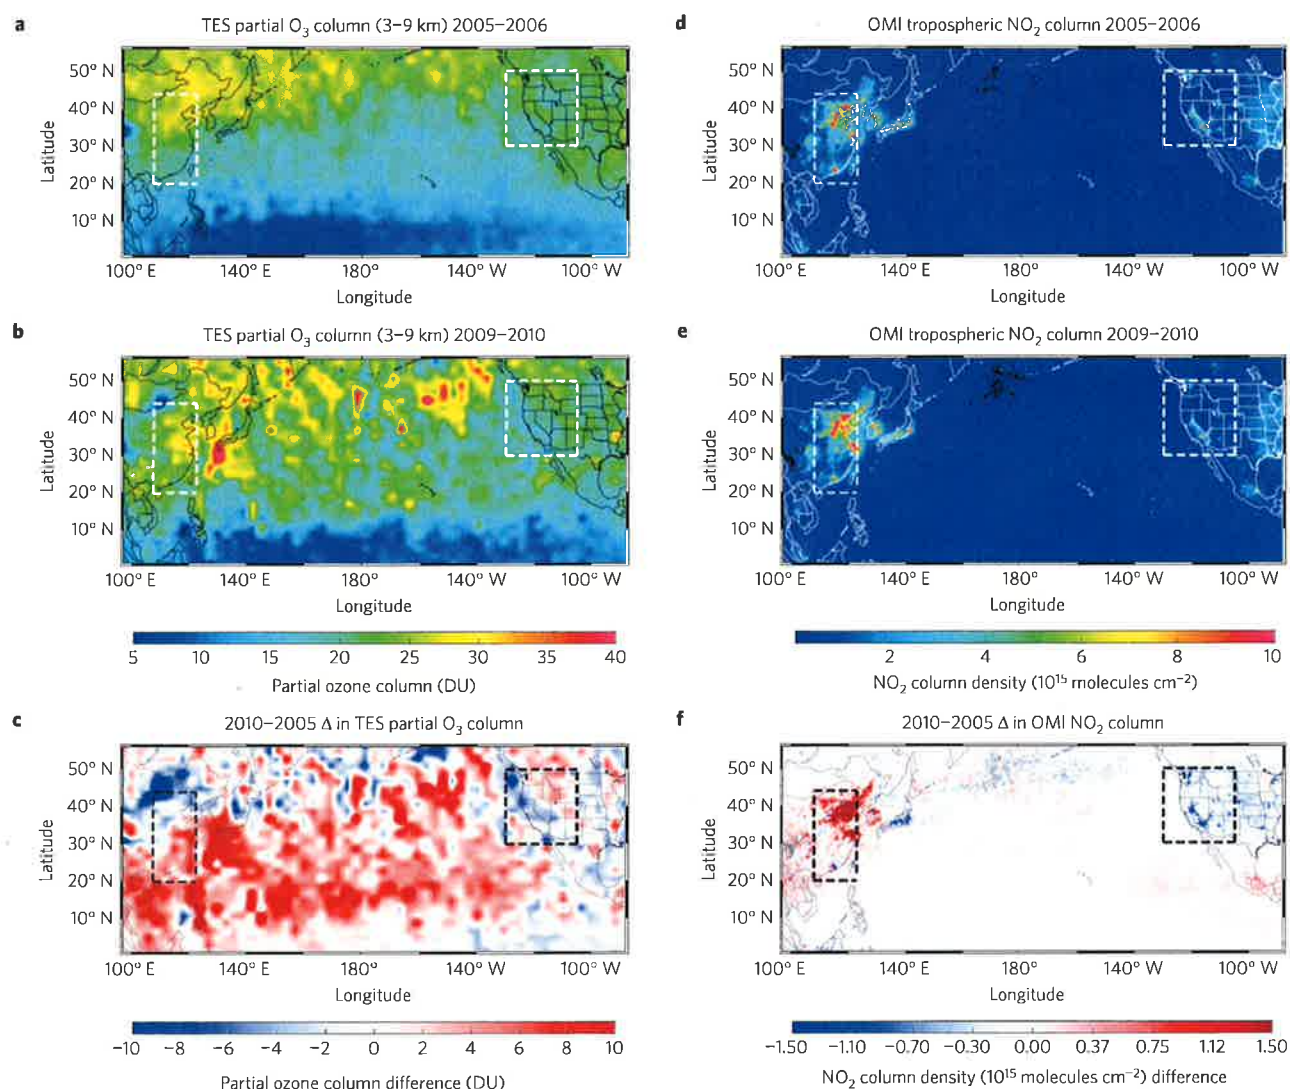 a
TES partial O₃ column (3–9 km) 2005–2006
50° N
40° N
30° N
20° N
10° N
Latitude
100° E 140° E 180° 140° W 100° W
Longitude
d
OMI tropospheric NO₂ column 2005–2006
50° N
40° N
30° N
20° N
10° N
Latitude
100° E 140° E 180° 140° W 100° W
Longitude
b
TES partial O₃ column (3–9 km) 2009–2010
50° N
40° N
30° N
20° N
10° N
Latitude
100° E 140° E 180° 140° W 100° W
Longitude
5 10 15 20 25 30 35 40
Partial ozone column (DU)
e
OMI tropospheric NO₂ column 2009–2010
50° N
40° N
30° N
20° N
10° N
Latitude
100° E 140° E 180° 140° W 100° W
Longitude
2 4 6 8 10
NO₂ column density (10¹⁵ molecules cm⁻²)
c
2010–2005 Δ in TES partial O₃ column
50° N
40° N
30° N
20° N
10° N
Latitude
100° E 140° E 180° 140° W 100° W
Longitude
−10 −8 −6 −4 −2 0 2 4 6 8 10
Partial ozone column difference (DU)
f
2010–2005 Δ in OMI NO₂ column
50° N
40° N
30° N
20° N
10° N
Latitude
100° E 140° E 180° 140° W 100° W
Longitude
−1.50 −1.10 −0.70 −0.30 0.00 0.37 0.75 1.12 1.50
NO₂ column density (10¹⁵ molecules cm⁻²) difference